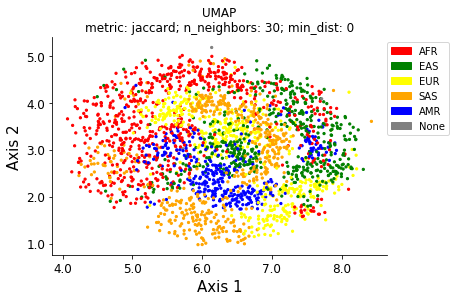 UMAP
metric: jaccard; n_neighbors: 30; min_dist: 0
AFR
EAS
EUR
SAS
AMR
None
5.0
4.0
3.0
2.0
1.0
Axis 2
4.0 5.0 6.0 7.0 8.0
Axis 1